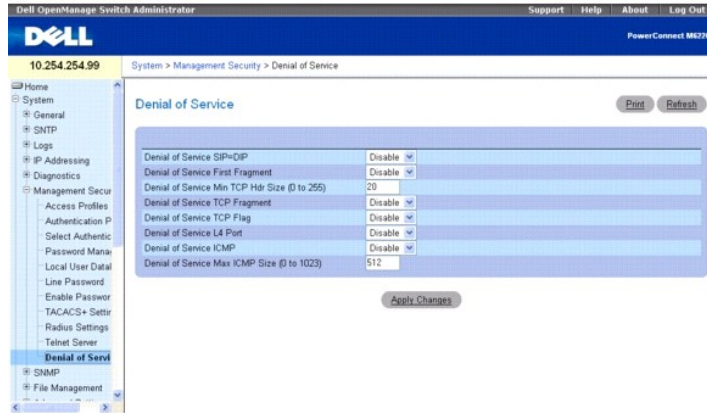 Dell OpenManage Switch Administrator
Support Help About Log Out
DELL
PowerConnect M6220
10.254.254.99
System > Management Security > Denial of Service
Home
System
General
SNTP
Logs
IP Addressing
Diagnostics
Management Secur
Access Profiles
Authentication P
Select Authentic
Password Mana
Local User Datal
Line Password
Enable Passwor
TACACS+ Settin
Radius Settings
Telnet Server
Denial of Servi
SNMP
File Management
Denial of Service
Print Refresh
Denial of Service SIP=DIP Disable
Denial of Service First Fragment Disable
Denial of Service Min TCP Hdr Size (0 to 255) 20
Denial of Service TCP Fragment Disable
Denial of Service TCP Flag Disable
Denial of Service L4 Port Disable
Denial of Service ICMP Disable
Denial of Service Max ICMP Size (0 to 1023) 512
Apply Changes